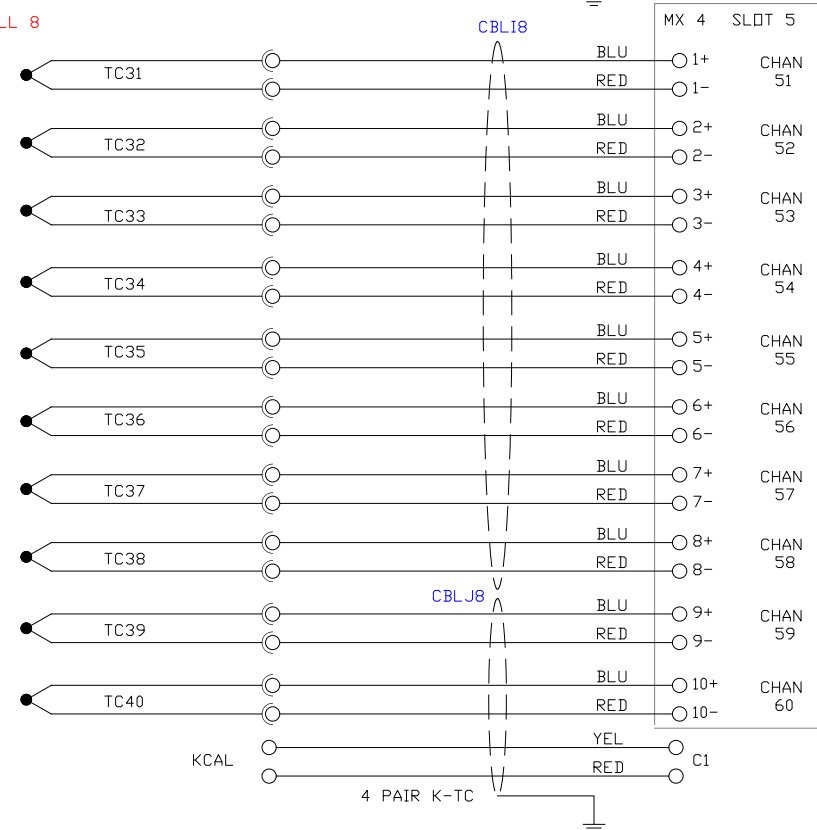 LL 8
CBLI8
MX 4 SLOT 5
TC31 BLU 1+ CHAN 51
RED 1-
TC32 BLU 2+ CHAN 52
RED 2-
TC33 BLU 3+ CHAN 53
RED 3-
TC34 BLU 4+ CHAN 54
RED 4-
TC35 BLU 5+ CHAN 55
RED 5-
TC36 BLU 6+ CHAN 56
RED 6-
TC37 BLU 7+ CHAN 57
RED 7-
TC38 BLU 8+ CHAN 58
RED 8-
CBLJ8
TC39 BLU 9+ CHAN 59
RED 9-
TC40 BLU 10+ CHAN 60
RED 10-
KCAL YEL C1
RED
4 PAIR K-TC